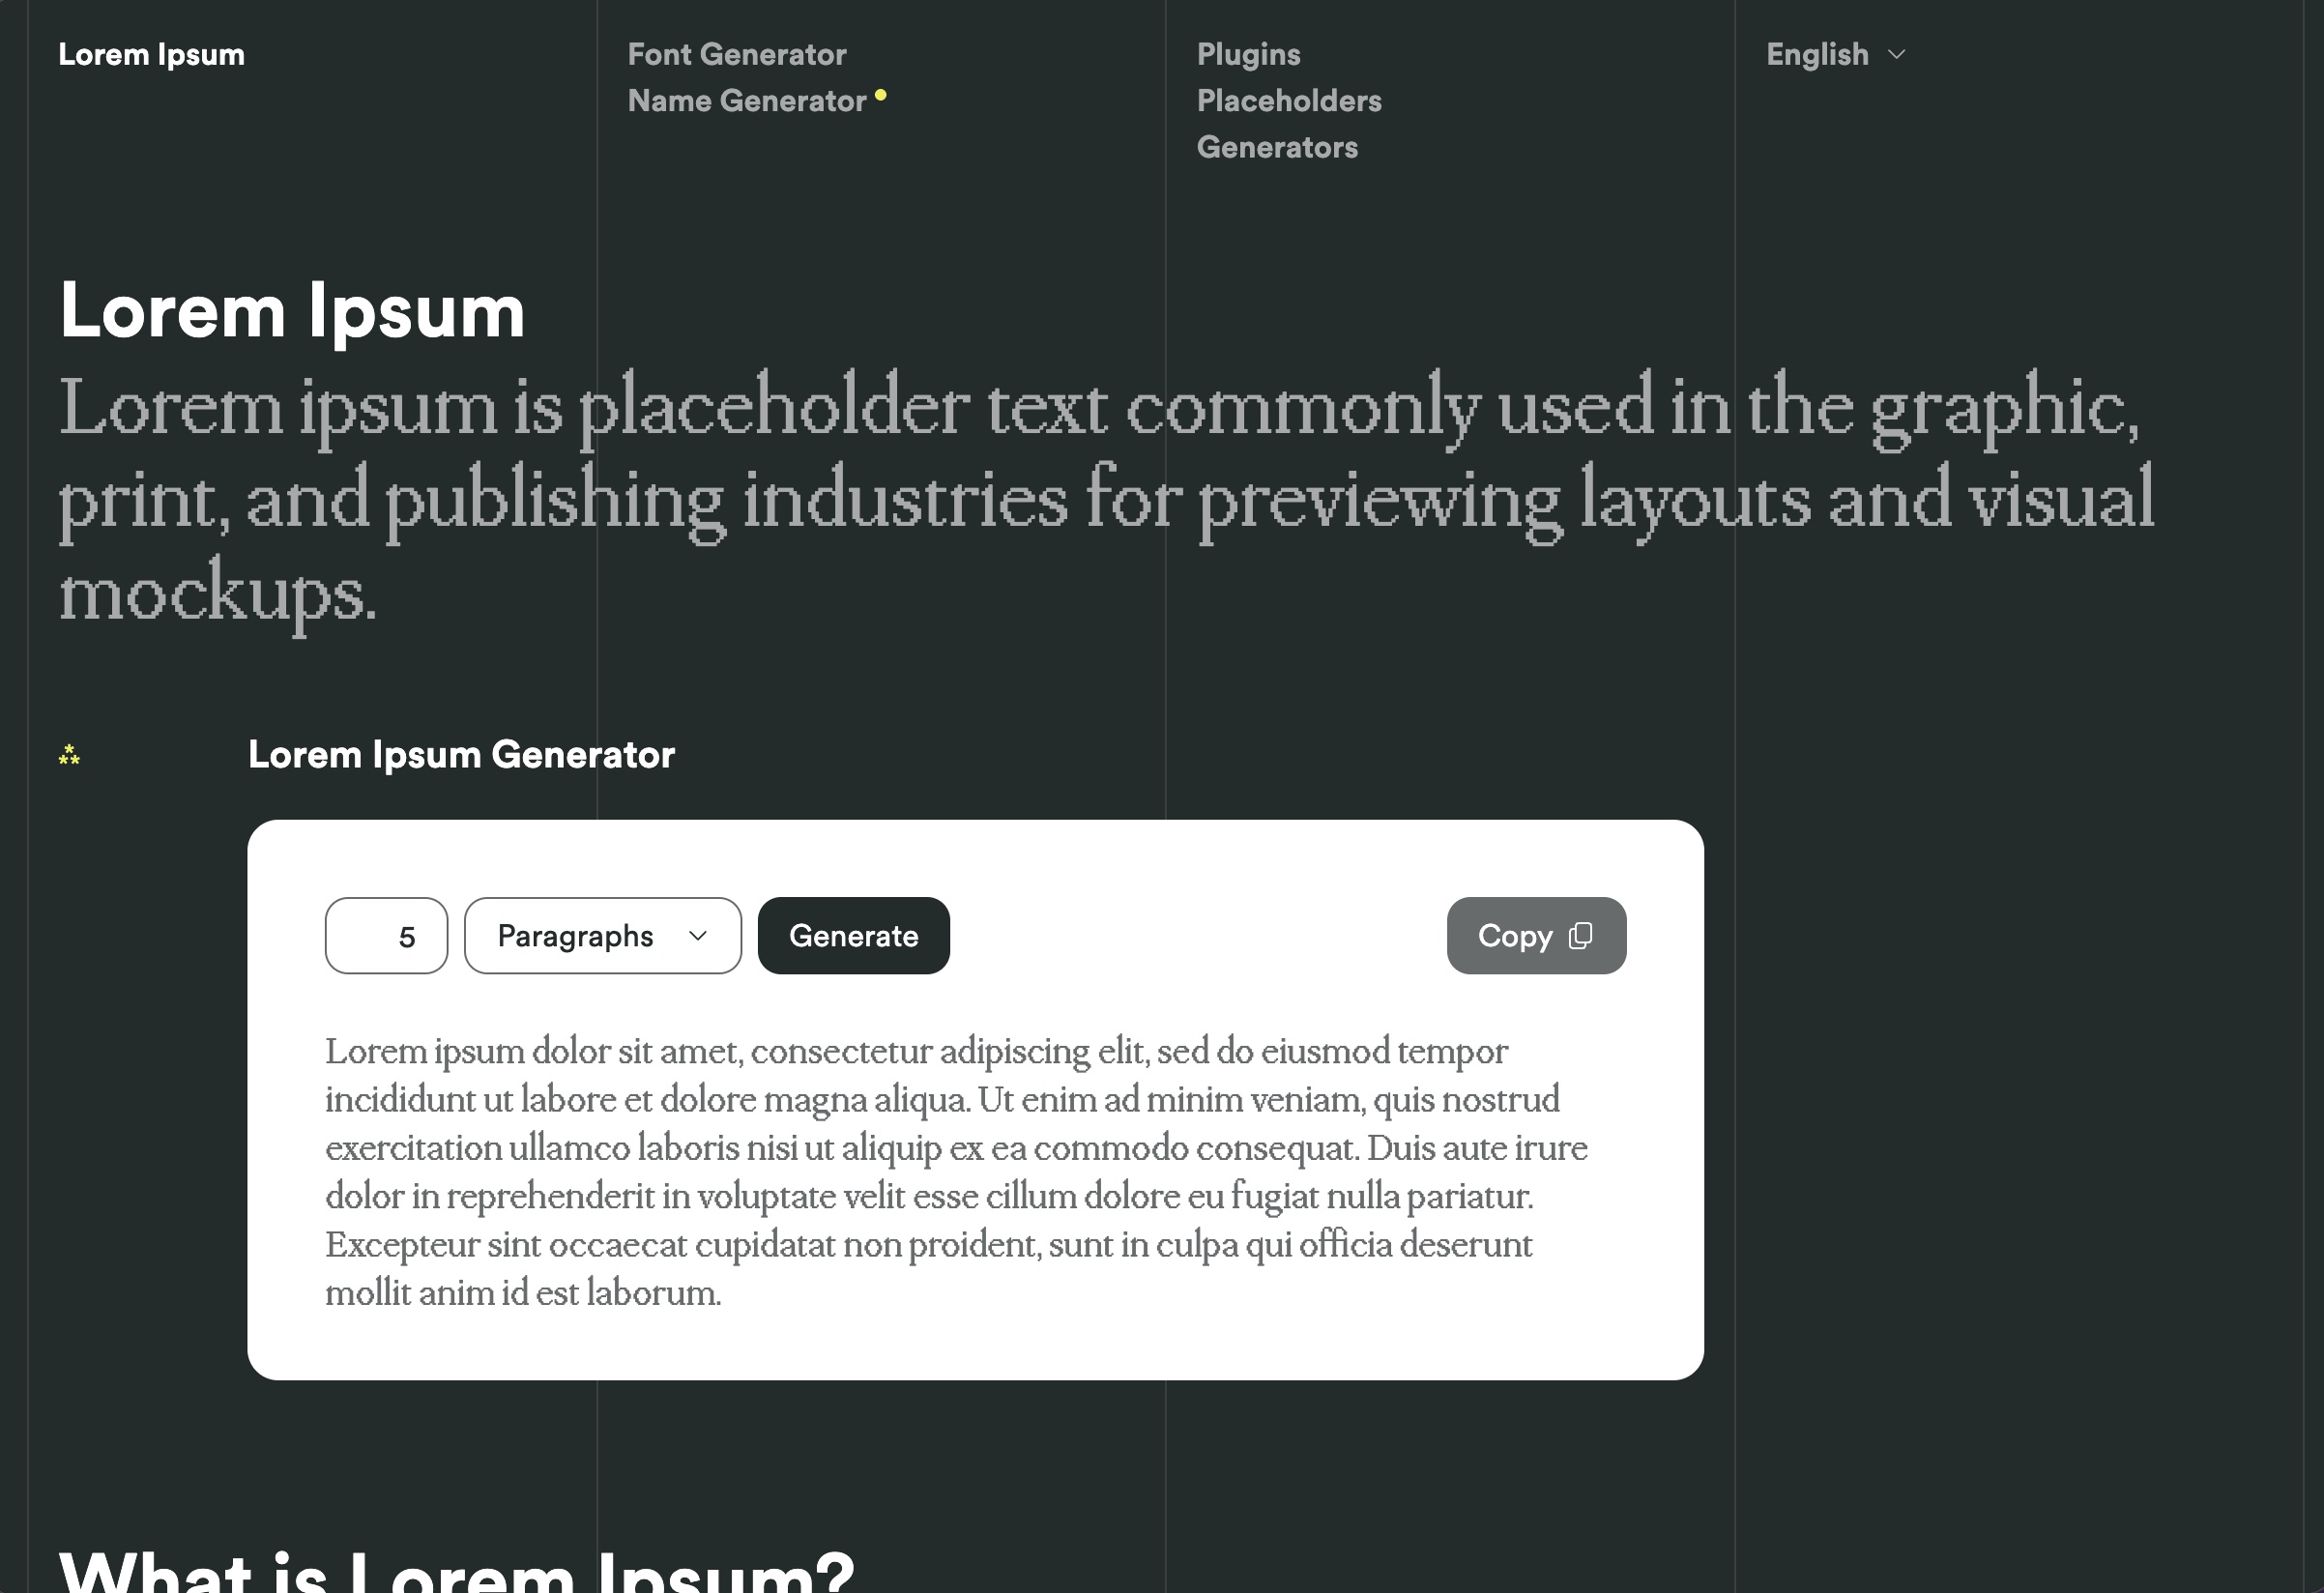 Lorem Ipsum
Font Generator
Name Generator
Plugins
Placeholders
Generators
English
Lorem Ipsum
Lorem ipsum is placeholder text commonly used in the graphic,
print, and publishing industries for previewing layouts and visual
mockups.
Lorem Ipsum Generator
5
Paragraphs
Generate
Copy
Lorem ipsum dolor sit amet, consectetur adipiscing elit, sed do eiusmod tempor
incididunt ut labore et dolore magna aliqua. Ut enim ad minim veniam, quis nostrud
exercitation ullamco laboris nisi ut aliquip ex ea commodo consequat. Duis aute irure
dolor in reprehenderit in voluptate velit esse cillum dolore eu fugiat nulla pariatur.
Excepteur sint occaecat cupidatat non proident, sunt in culpa qui officia deserunt
mollit anim id est laborum.
What is Lorem Ipsum?